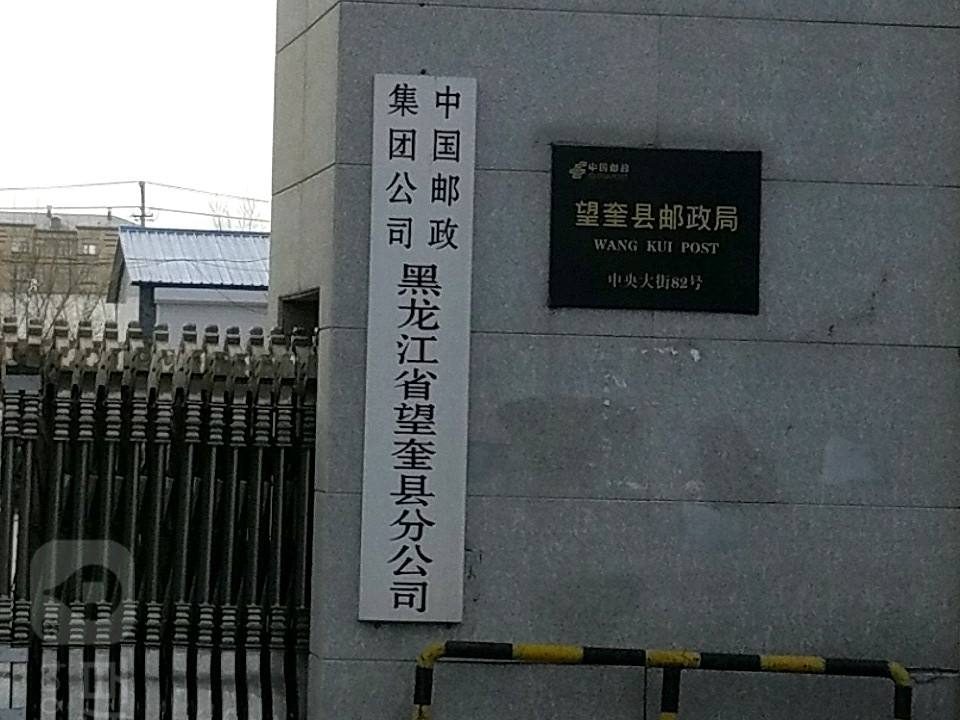 中国邮政
集团公司
黑龙江省望奎县分公司
中国邮政
望奎县邮政局
WANG KUI POST
中央大街82号